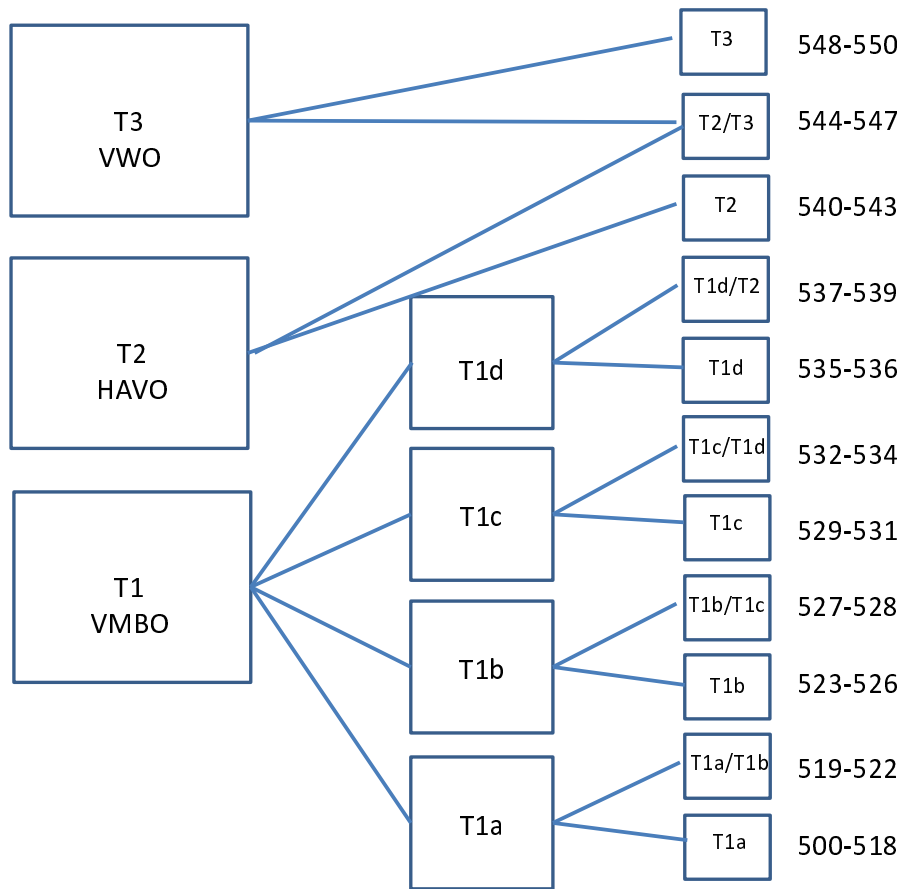 T3
VWO
T2
HAVO
T1
VMBO
T1d
T1c
T1b
T1a
T3 548-550
T2/T3 544-547
T2 540-543
T1d/T2 537-539
T1d 535-536
T1c/T1d 532-534
T1c 529-531
T1b/T1c 527-528
T1b 523-526
T1a/T1b 519-522
T1a 500-518